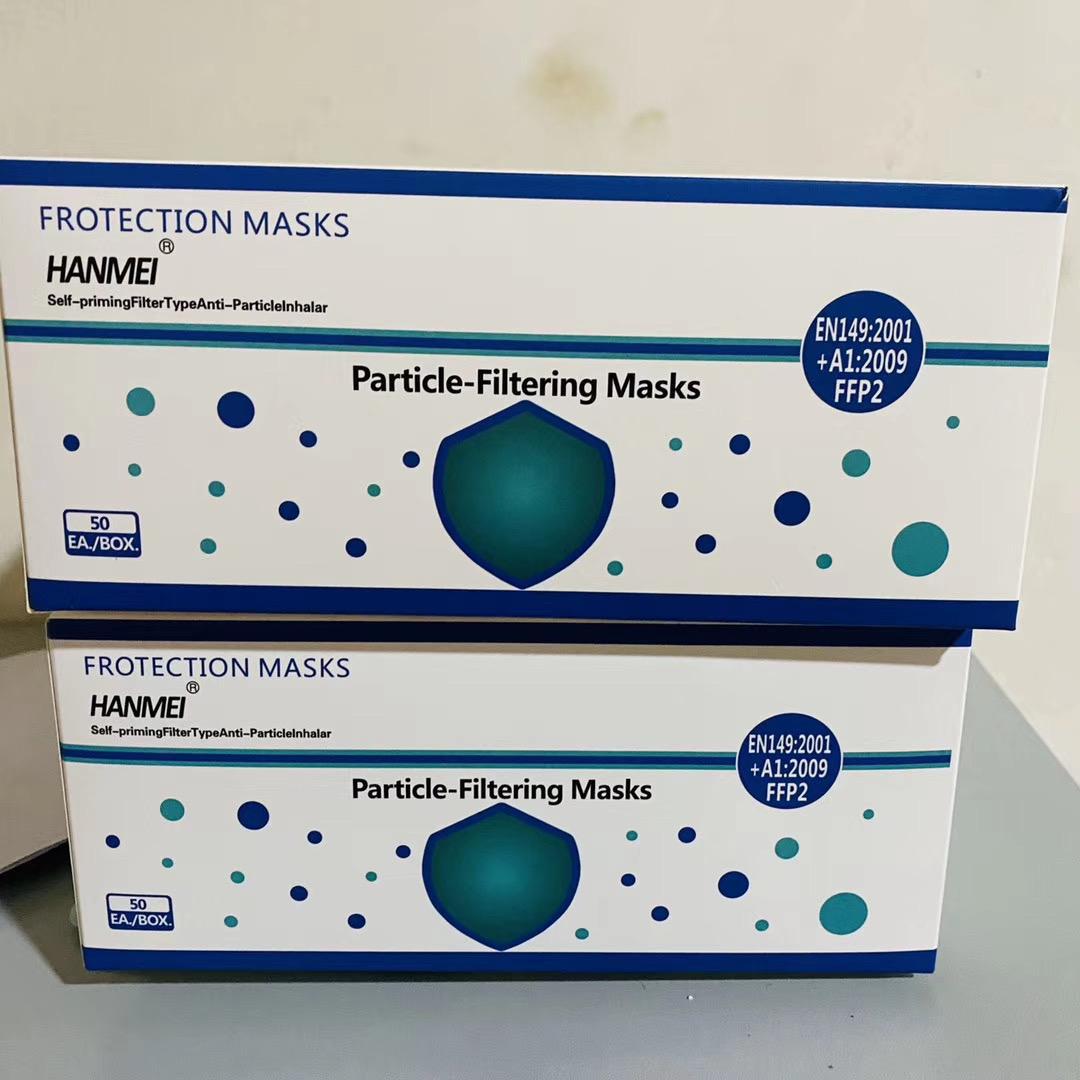 FROTECTION MASKS
HANMEI®
Self-primingFilterTypeAnti-ParticleInhalar
EN149:2001
+A1:2009
FFP2
Particle-Filtering Masks
50
EA./BOX.
FROTECTION MASKS
HANMEI®
Self-primingFilterTypeAnti-ParticleInhalar
EN149:2001
+A1:2009
FFP2
Particle-Filtering Masks
50
EA./BOX.